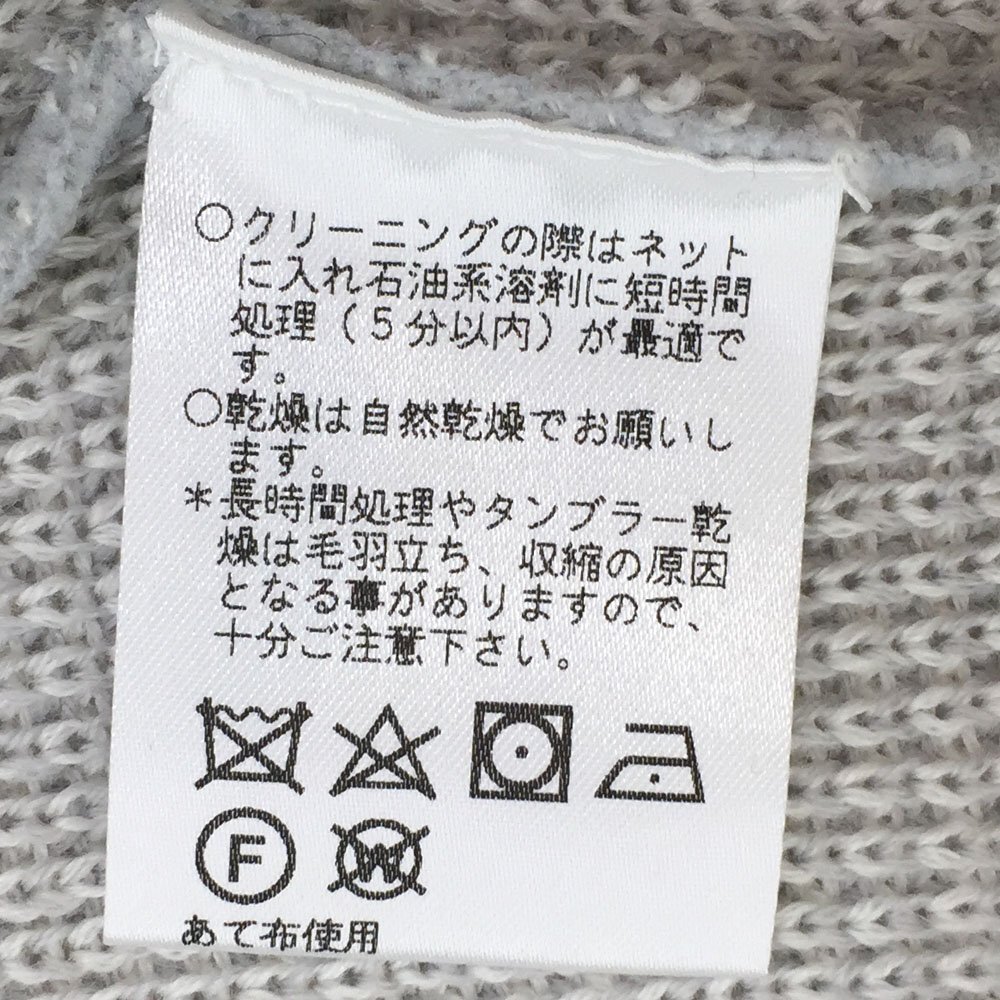 ○クリーニングの際はネット
に入れ石油系溶剤に短時間
処理(5分以内)が最適で
す。
○乾燥は自然乾燥でお願いし
ます。
*長時間処理やタンブラー乾
燥は毛羽立ち、収縮の原因
となる事がありますので、
十分ご注意下さい。
F W
あて布使用